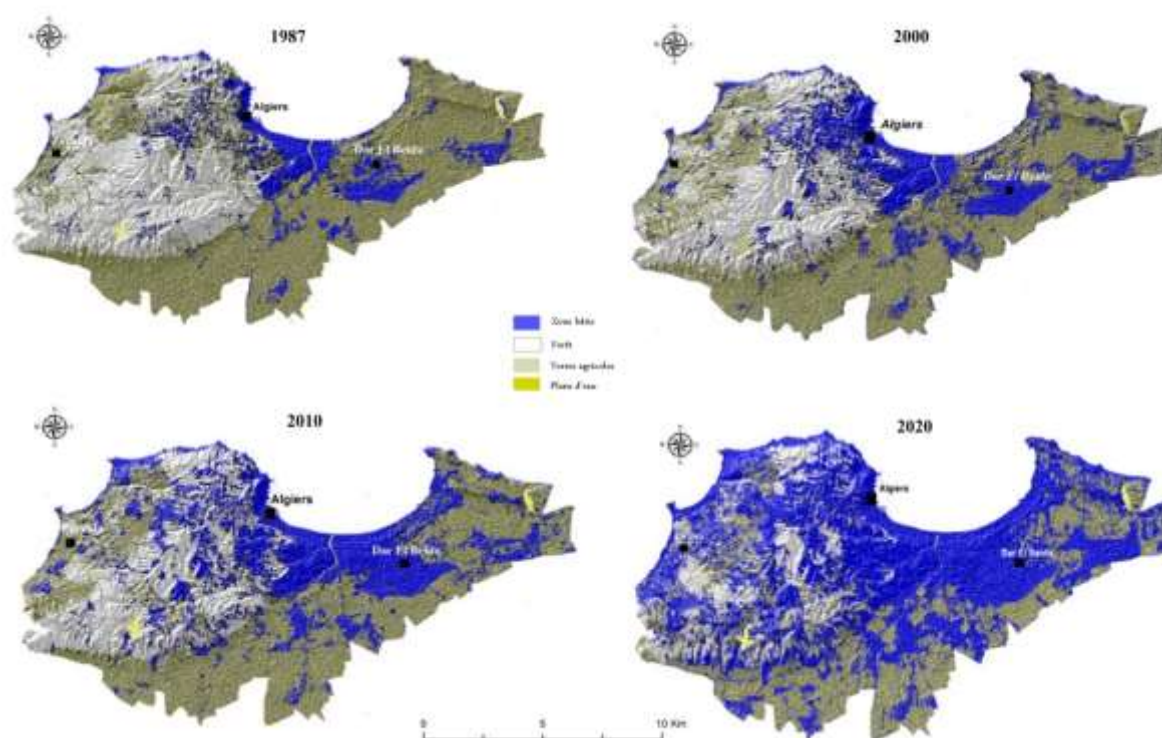 1987
Algiers
Dar El Beida
2000
Algiers
Dar El Beida
Zone bâtie
Forêt
Terres agricoles
Plans d'eau
2010
Algiers
Dar El Beida
2020
Algiers
Dar El Beida
0 5 10 Km